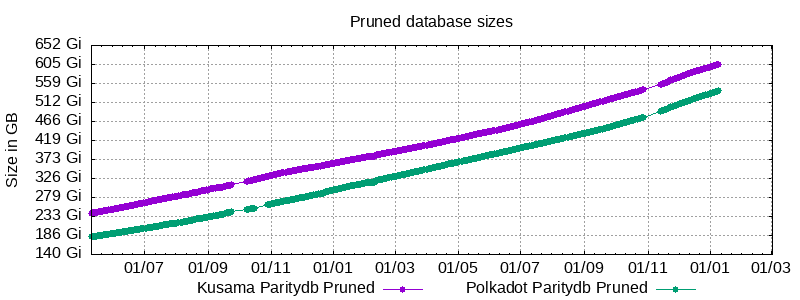 Pruned database sizes
Size in GB
652 Gi
605 Gi
559 Gi
512 Gi
466 Gi
419 Gi
373 Gi
326 Gi
279 Gi
233 Gi
186 Gi
140 Gi
01/07 01/09 01/11 01/01 01/03 01/05 01/07 01/09 01/11 01/01 01/03
Kusama Paritydb Pruned Polkadot Paritydb Pruned